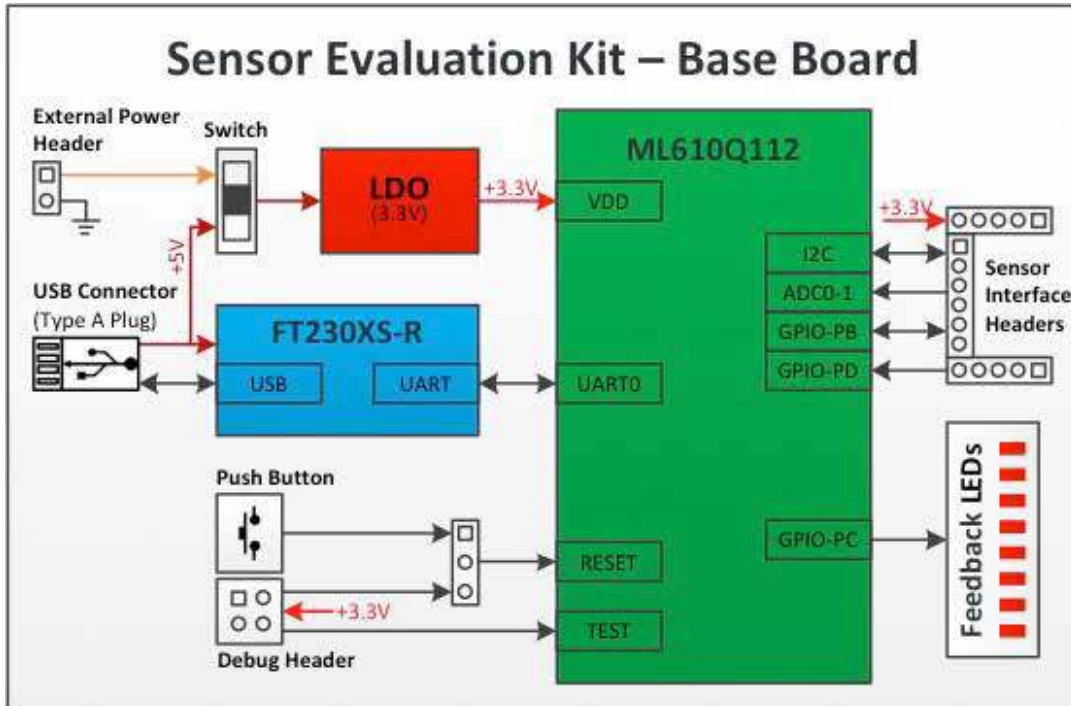 Sensor Evaluation Kit – Base Board
External Power
Header
Switch
LDO
(3.3V)
+3.3V
ML610Q112
VDD
+5V
USB Connector
(Type A Plug)
FT230XS-R
USB
UART
UART0
I2C
ADC0-1
GPIO-PB
GPIO-PD
+3.3V
Sensor
Interface
Headers
Push Button
RESET
+3.3V
TEST
Debug Header
GPIO-PC
Feedback LEDs